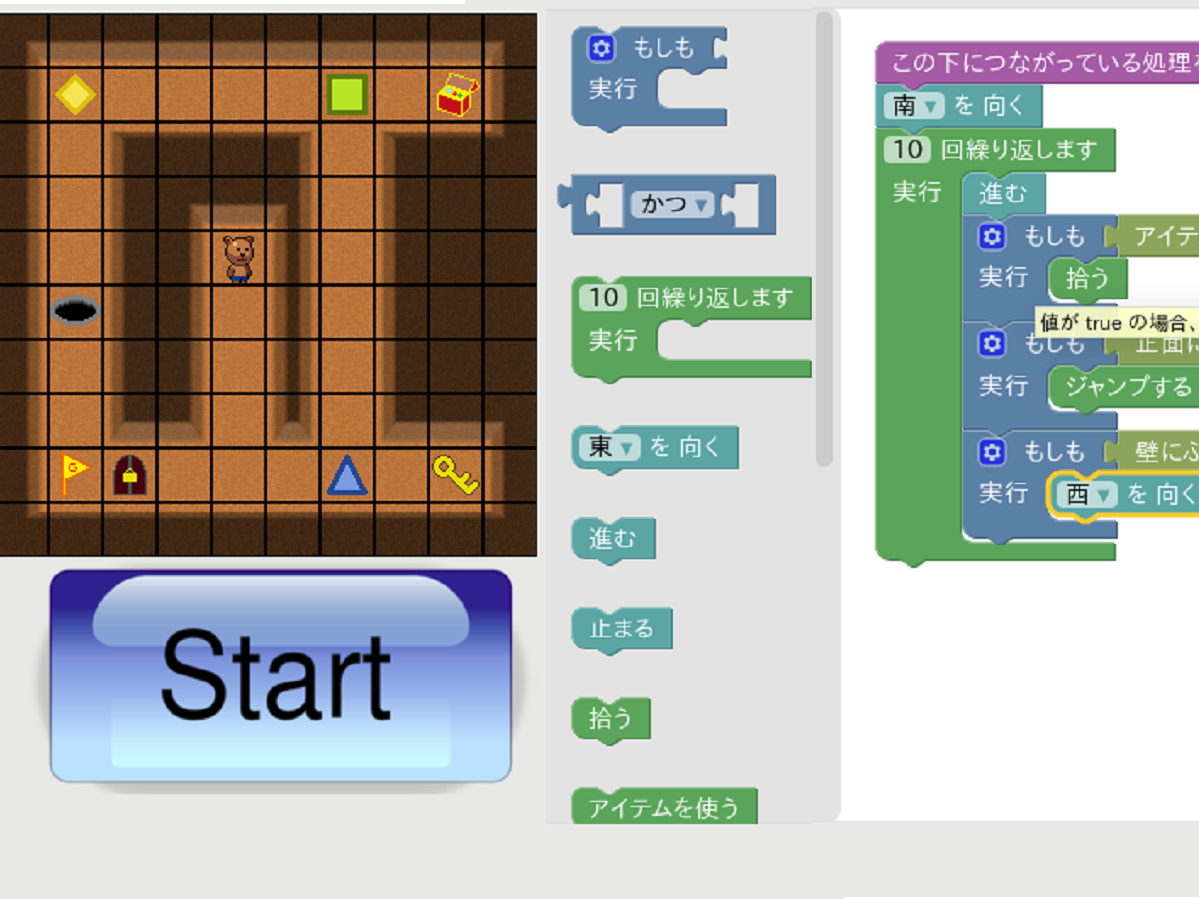 もしも
実行
かつ▼
10 回繰り返します
実行
東▼ を 向く
進む
止まる
拾う
アイテムを使う
Start
G
この下につながっている処理
南▼ を 向く
10 回繰り返します
実行 進む
もしも アイテ
実行 拾う
値が true の場合、
もしも 正面に
実行 ジャンプする
もしも 壁にぶ
実行 西▼ を 向く